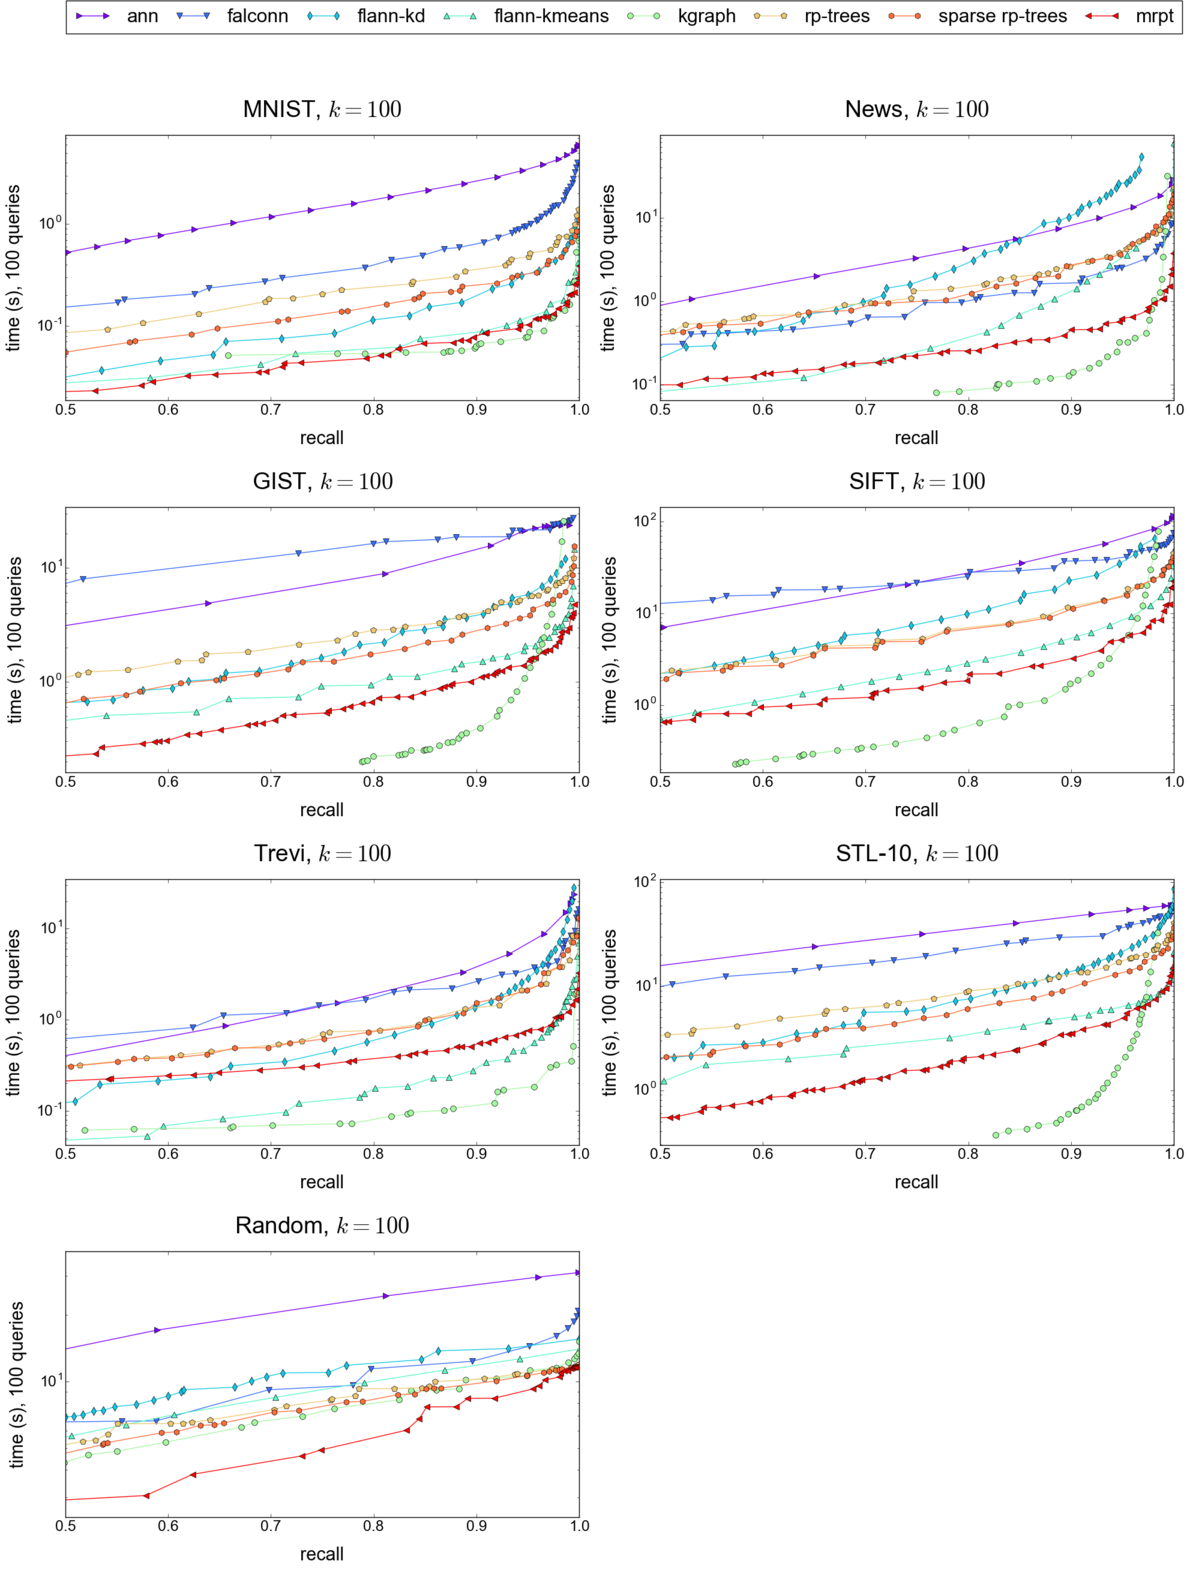 ann falconn flann-kd flann-kmeans kgraph rp-trees sparse rp-trees mrpt
MNIST, k = 100
time (s), 100 queries
10^0
10^-1
0.5 0.6 0.7 0.8 0.9 1.0
recall
News, k = 100
time (s), 100 queries
10^1
10^0
10^-1
0.5 0.6 0.7 0.8 0.9 1.0
recall
GIST, k = 100
time (s), 100 queries
10^1
10^0
0.5 0.6 0.7 0.8 0.9 1.0
recall
SIFT, k = 100
time (s), 100 queries
10^2
10^1
10^0
0.5 0.6 0.7 0.8 0.9 1.0
recall
Trevi, k = 100
time (s), 100 queries
10^1
10^0
10^-1
0.5 0.6 0.7 0.8 0.9 1.0
recall
STL-10, k = 100
time (s), 100 queries
10^2
10^1
10^0
0.5 0.6 0.7 0.8 0.9 1.0
recall
Random, k = 100
time (s), 100 queries
10^1
0.5 0.6 0.7 0.8 0.9 1.0
recall